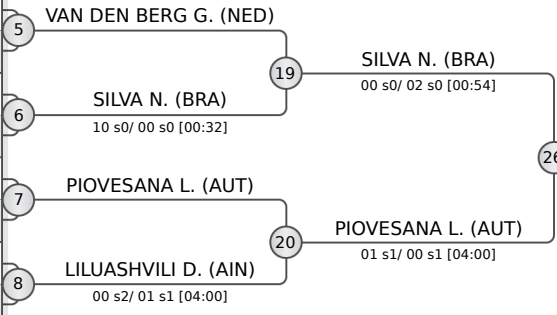 VAN DEN BERG G. (NED)
5
19
SILVA N. (BRA)
00 s0/ 02 s0 [00:54]
SILVA N. (BRA)
6
10 s0/ 00 s0 [00:32]
26
PIOVESANA L. (AUT)
7
20
PIOVESANA L. (AUT)
01 s1/ 00 s1 [04:00]
LILUASHVILI D. (AIN)
8
00 s2/ 01 s1 [04:00]